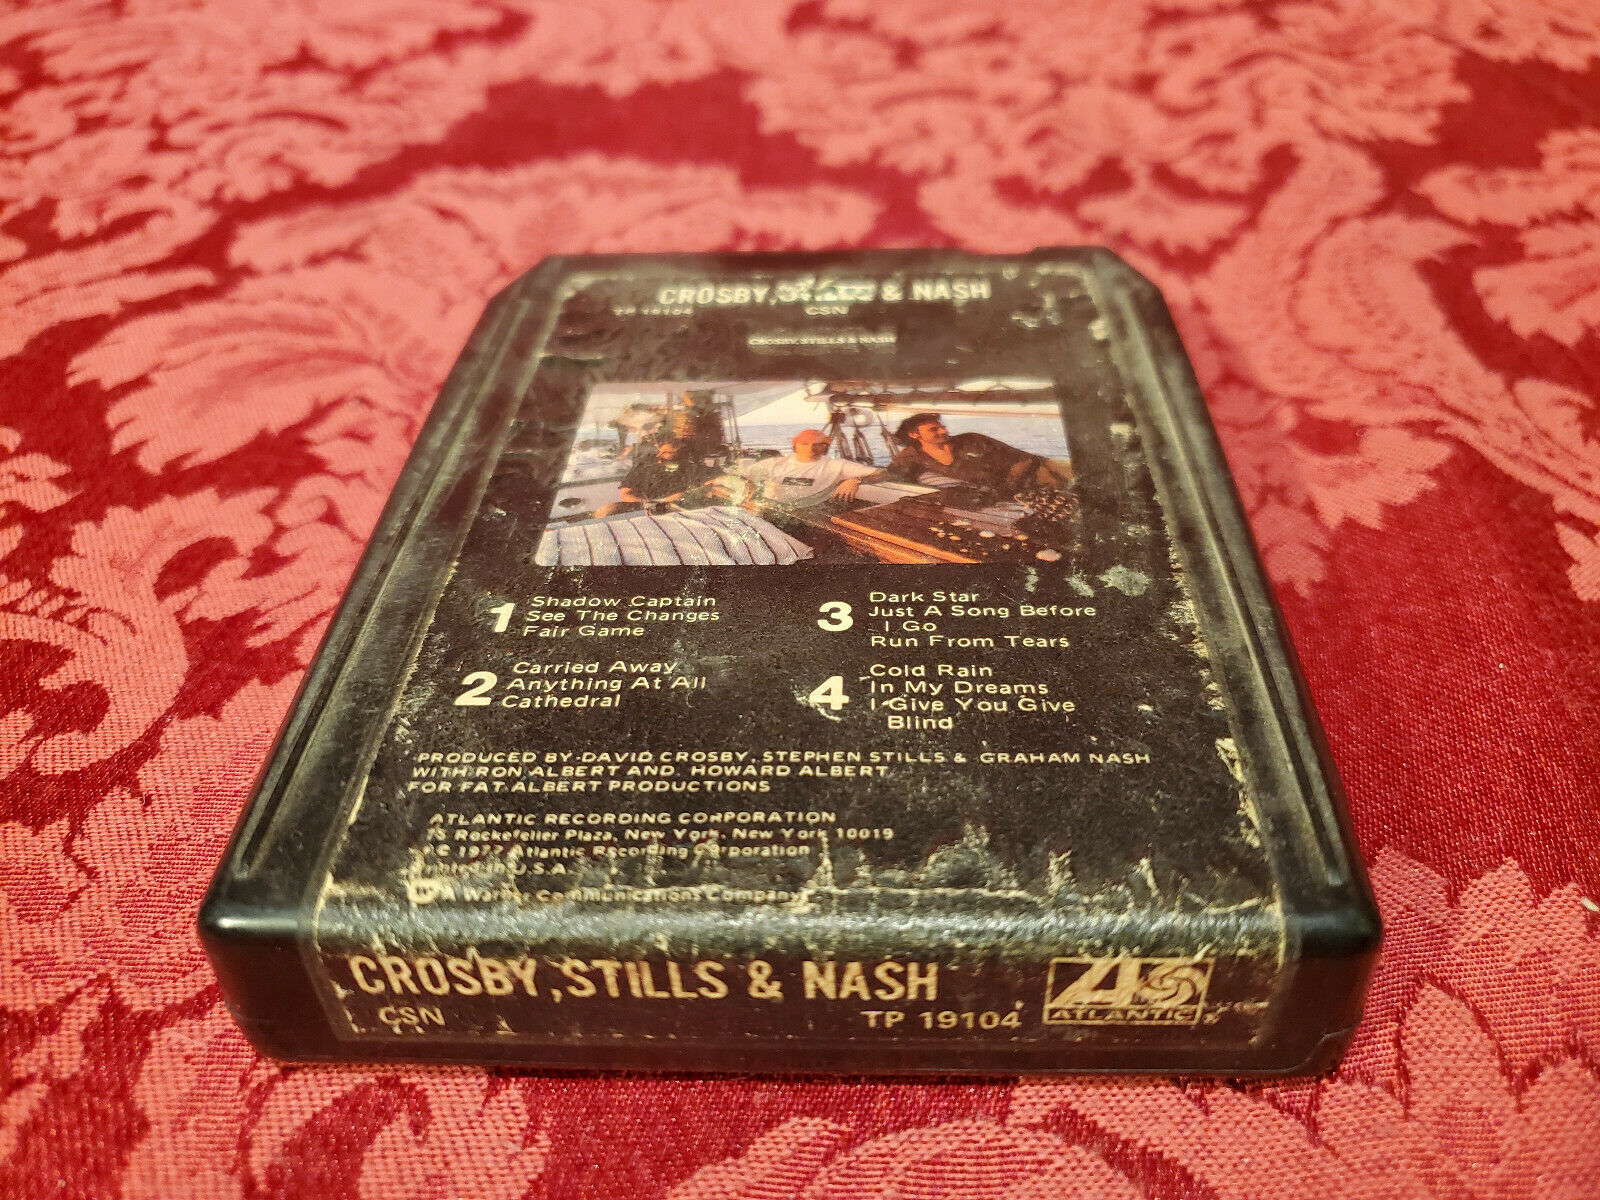 CROSBY, STILLS & NASH
TP 19104 CSN
CROSBY, STILLS & NASH
1 Shadow Captain
See The Changes
Fair Game
2 Carried Away
Anything At All
Cathedral
3 Dark Star
Just A Song Before
I Go
Run From Tears
4 Cold Rain
In My Dreams
I Give You Give
Blind
PRODUCED BY DAVID CROSBY, STEPHEN STILLS & GRAHAM NASH
WITH RON ALBERT AND HOWARD ALBERT
FOR FAT ALBERT PRODUCTIONS
ATLANTIC RECORDING CORPORATION
75 Rockefeller Plaza, New York, New York 10019
℗ © 1977 Atlantic Recording Corporation
Printed in U.S.A.
A Warner Communications Company
CROSBY, STILLS & NASH
CSN TP 19104
ATLANTIC